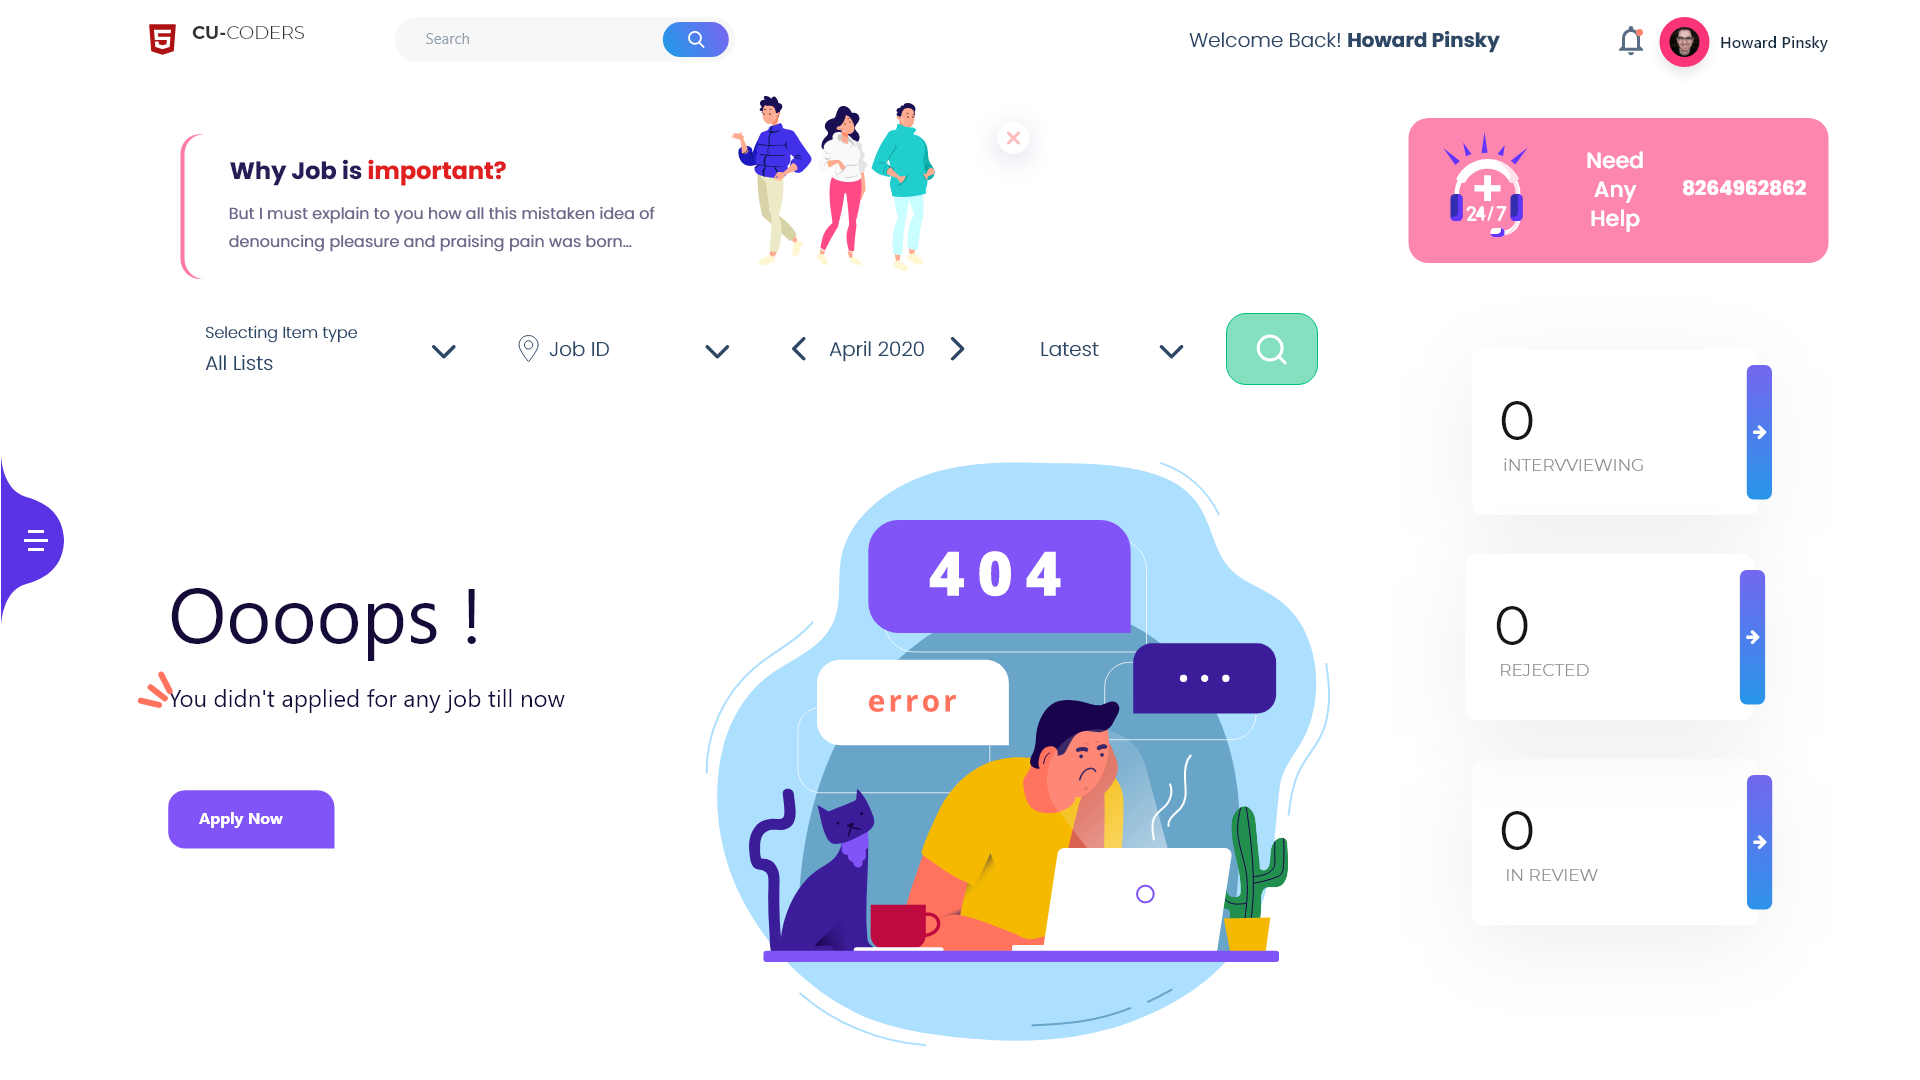 CU-CODERS
Search
Welcome Back! Howard Pinsky
Howard Pinsky
Why Job is important?
But I must explain to you how all this mistaken idea of
denouncing pleasure and praising pain was born...
24/7
Need
Any
Help
8264962862
Selecting Item type
All Lists
Job ID
April 2020
Latest
0
iNTERVVIEWING
404
Oooops !
0
error
...
REJECTED
You didn't applied for any job till now
Apply Now
0
IN REVIEW